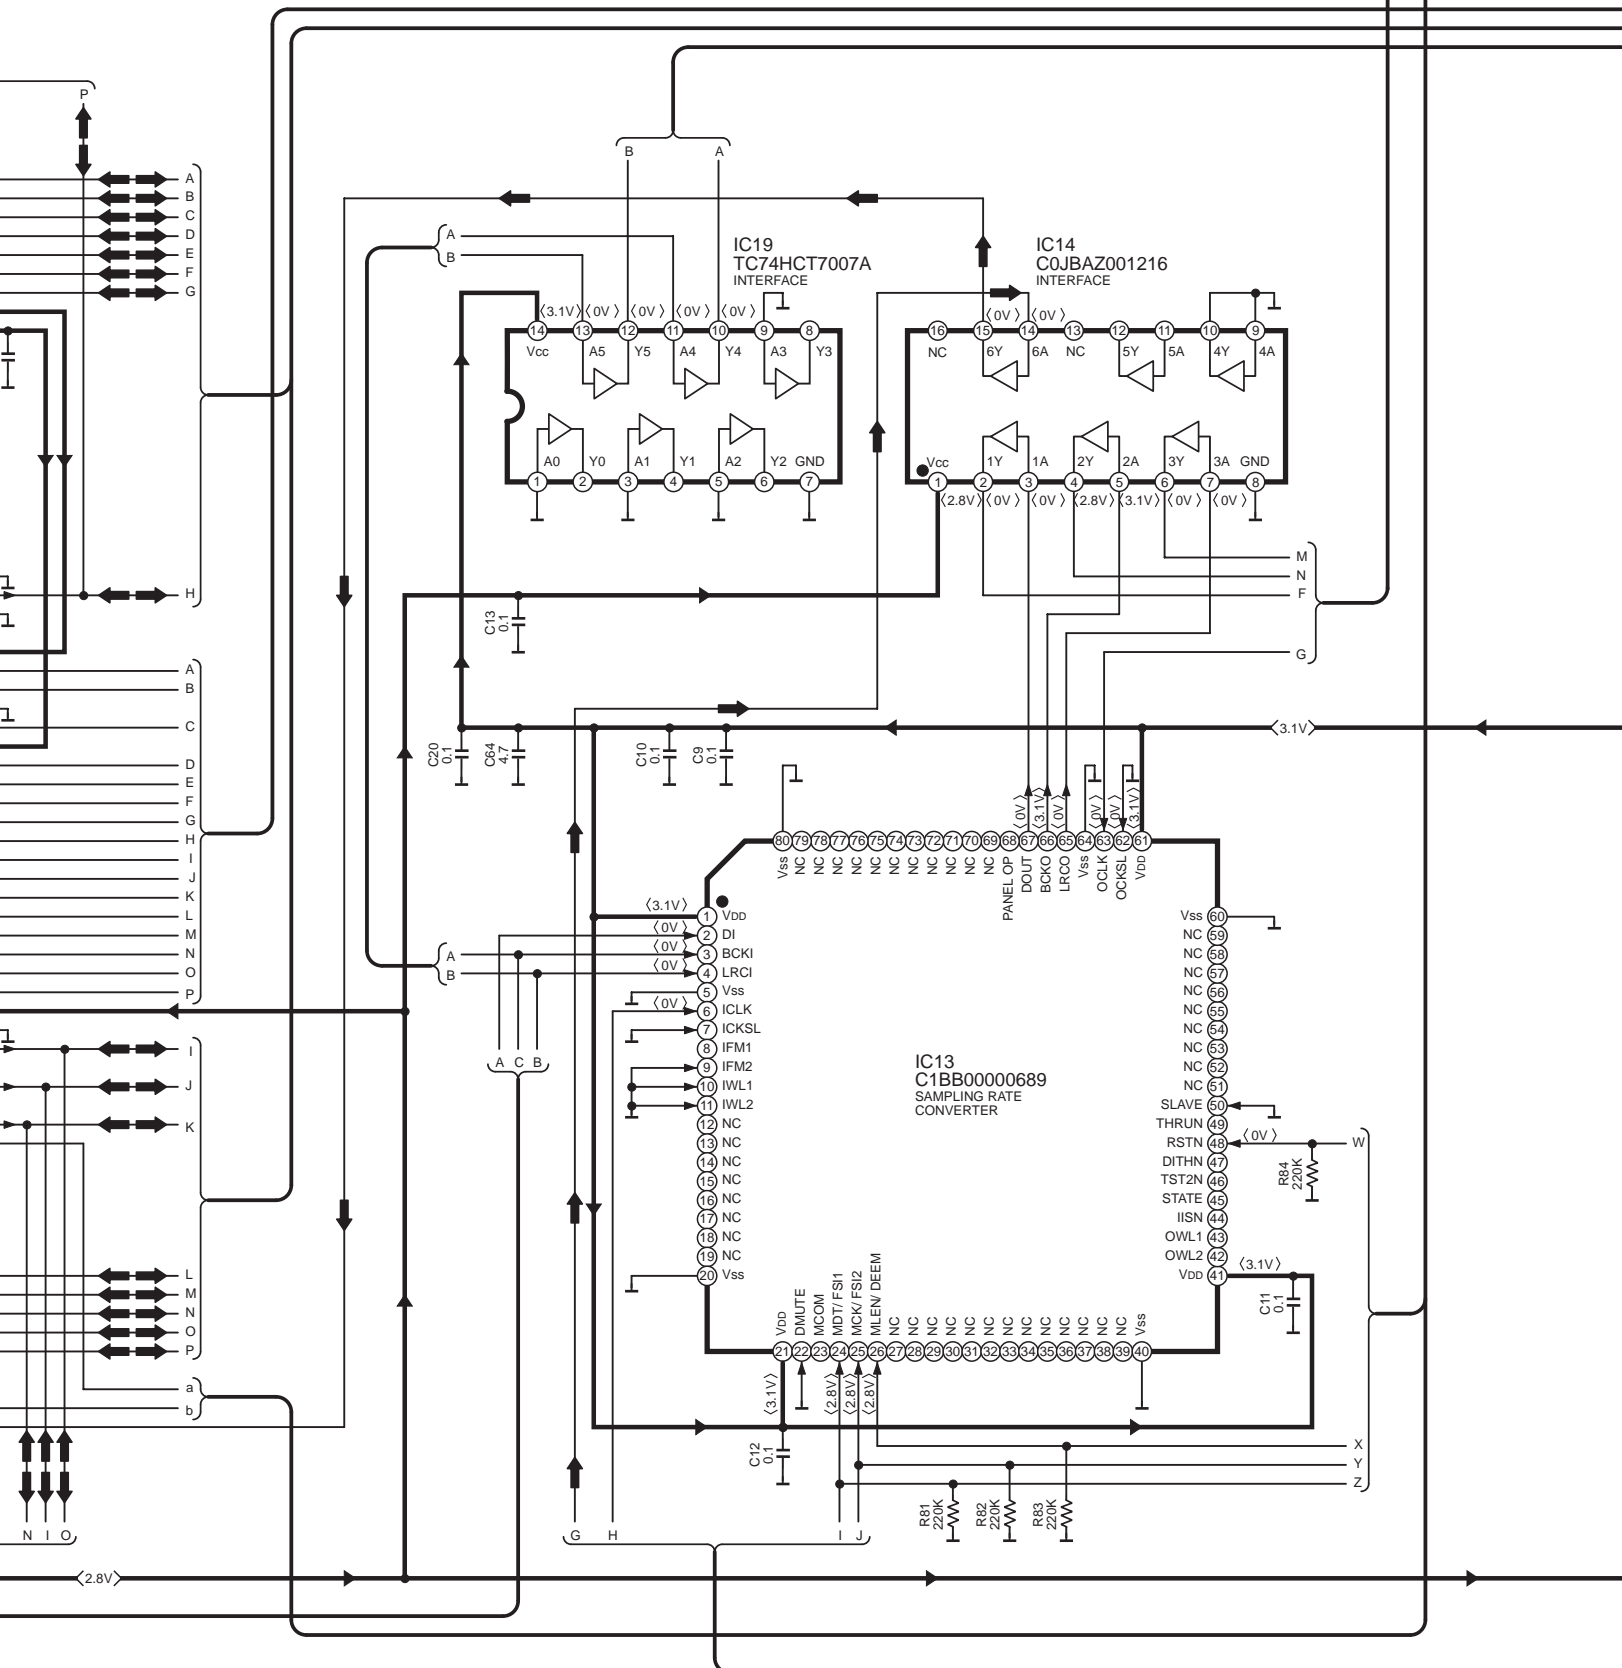 P
B A
A
B
C
D
E
F
G
A
B
IC19
TC74HCT7007A
INTERFACE
IC14
C0JBAZ001216
INTERFACE
〈3.1V〉 〈0V〉 〈0V〉 〈0V〉 〈0V〉
14 13 12 11 10 9 8
Vcc A5 Y5 A4 Y4 A3 Y3
A0 Y0 A1 Y1 A2 Y2 GND
1 2 3 4 5 6 7
〈0V〉 〈0V〉
16 15 14 13 12 11 10 9
NC 6Y 6A NC 5Y 5A 4Y 4A
Vcc 1Y 1A 2Y 2A 3Y 3A GND
1 2 3 4 5 6 7 8
〈2.8V〉 〈0V〉 〈0V〉 〈2.8V〉 〈3.1V〉 〈0V〉 〈0V〉
M
N
F
G
H
C13
0.1
A
B
C
D
E
F
G
H
I
J
K
L
M
N
O
P
C20
0.1
C64
4.7
C10
0.1
C9
0.1
〈3.1V〉
〈0V〉 〈3.1V〉 〈0V〉 〈0V〉 〈0V〉 〈3.1V〉
80 79 78 77 76 75 74 73 72 71 70 69 68 67 66 65 64 63 62 61
Vss NC NC NC NC NC NC NC NC NC NC NC PANEL OP DOUT BCKO LRCO Vss OCLK OCKSL VDD
〈3.1V〉 1 VDD
〈0V〉 2 DI
A 〈0V〉 3 BCKI
B 〈0V〉 4 LRCI
5 Vss
〈0V〉 6 ICLK
7 ICKSL
8 IFM1
9 IFM2
10 IWL1
11 IWL2
12 NC
13 NC
14 NC
15 NC
16 NC
17 NC
18 NC
19 NC
20 Vss
A C B
IC13
C1BB00000689
SAMPLING RATE
CONVERTER
Vss 60
NC 59
NC 58
NC 57
NC 56
NC 55
NC 54
NC 53
NC 52
NC 51
SLAVE 50
THRUN 49
RSTN 48 〈0V〉 W
DITHN 47
TST2N 46
STATE 45
IISN 44
OWL1 43
OWL2 42
VDD 41 〈3.1V〉
R84
220K
C11
0.1
VDD DMUTE MCOM MDT/ FSI1 MCK/ FSI2 MLEN/ DEEM NC NC NC NC NC NC NC NC NC NC NC NC NC Vss
21 22 23 24 25 26 27 28 29 30 31 32 33 34 35 36 37 38 39 40
〈3.1V〉 〈2.8V〉 〈2.8V〉 〈2.8V〉
C12
0.1
X
Y
Z
R81
220K
R82
220K
R83
220K
I
J
K
L
M
N
O
P
a
b
N I O
G H I J
〈2.8V〉